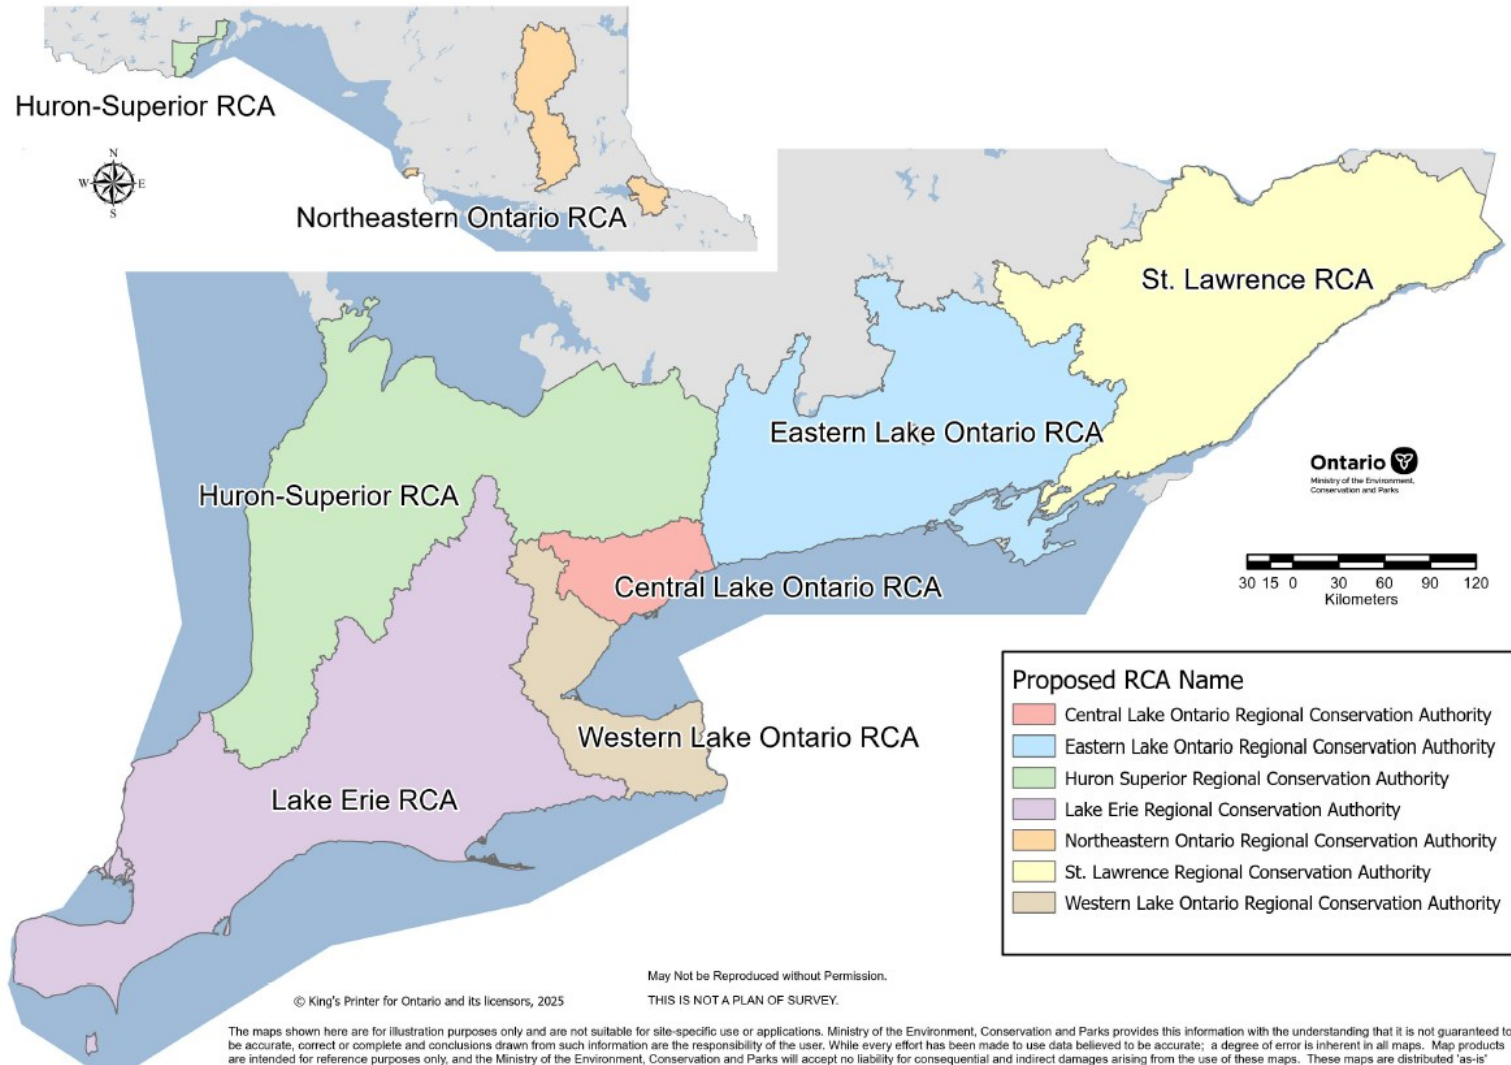 Huron-Superior RCA
N
W E
S
Northeastern Ontario RCA
St. Lawrence RCA
Eastern Lake Ontario RCA
Huron-Superior RCA
Central Lake Ontario RCA
Western Lake Ontario RCA
Lake Erie RCA
Ontario
Ministry of the Environment,
Conservation and Parks
30 15 0 30 60 90 120
Kilometers
Proposed RCA Name
Central Lake Ontario Regional Conservation Authority
Eastern Lake Ontario Regional Conservation Authority
Huron Superior Regional Conservation Authority
Lake Erie Regional Conservation Authority
Northeastern Ontario Regional Conservation Authority
St. Lawrence Regional Conservation Authority
Western Lake Ontario Regional Conservation Authority
May Not be Reproduced without Permission.
© King's Printer for Ontario and its licensors, 2025
THIS IS NOT A PLAN OF SURVEY.
The maps shown here are for illustration purposes only and are not suitable for site-specific use or applications. Ministry of the Environment, Conservation and Parks provides this information with the understanding that it is not guaranteed to
be accurate, correct or complete and conclusions drawn from such information are the responsibility of the user. While every effort has been made to use data believed to be accurate; a degree of error is inherent in all maps. Map products
are intended for reference purposes only, and the Ministry of the Environment, Conservation and Parks will accept no liability for consequential and indirect damages arising from the use of these maps. These maps are distributed 'as-is'